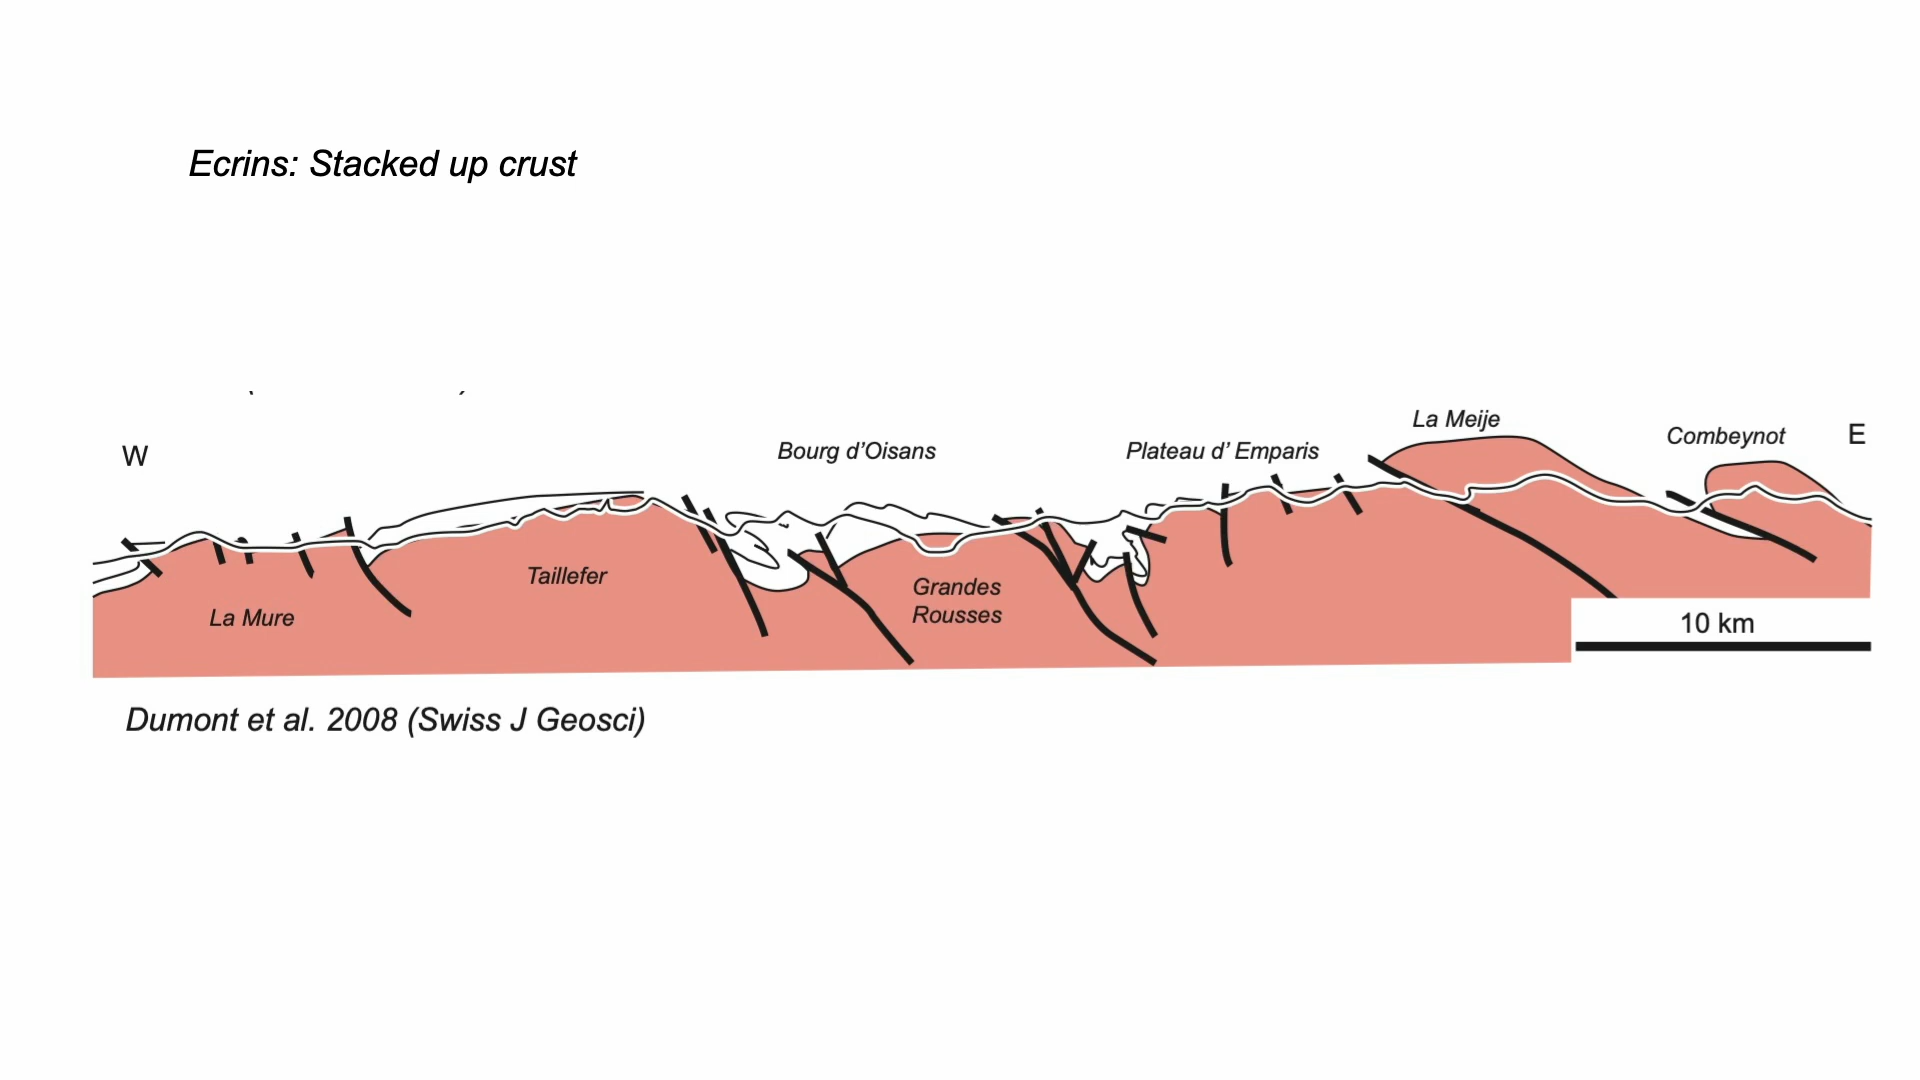 Ecrins: Stacked up crust
W
Bourg d’Oisans
Plateau d’ Emparis
La Meije
Combeynot
E
La Mure
Taillefer
Grandes
Rousses
10 km
Dumont et al. 2008 (Swiss J Geosci)